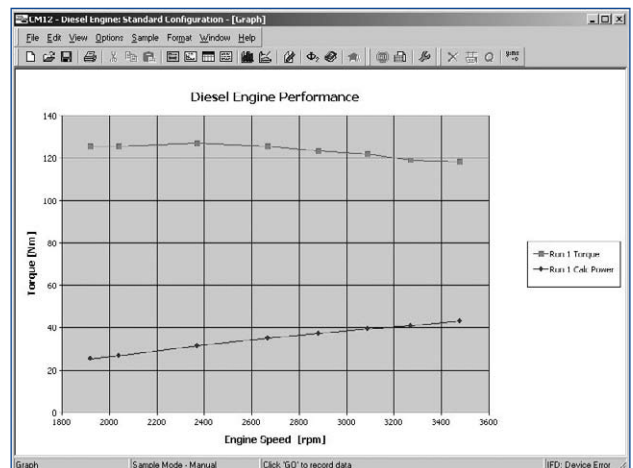 CM12 - Diesel Engine: Standard Configuration - [Graph]
File Edit View Options Sample Format Window Help
Diesel Engine Performance
140
120
100
80
60
40
20
0
Torque [Nm]
1800 2000 2200 2400 2600 2800 3000 3200 3400 3600
Engine Speed [rpm]
Run 1 Torque
Run 1 Calc Power
Graph Sample Mode - Manual Click 'GO' to record data IFD: Device Error